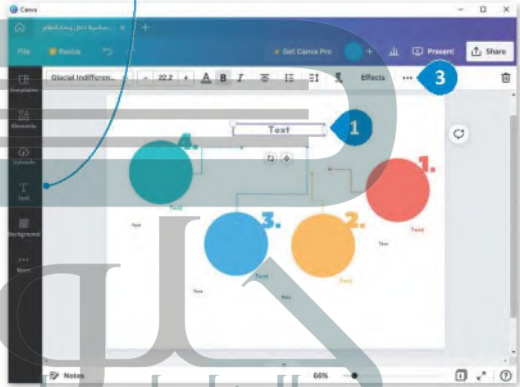 Canva
File Resize Get Canva Pro + Present Share
Glacial Indifferen... - 22.2 + A B I Effects ... 3
Templates
Elements
Uploads
Text
Background
More
Text 1
4.
1.
Text
Text
Text
3.
2.
Text
Text
Text
Text
Text
Notes 66%